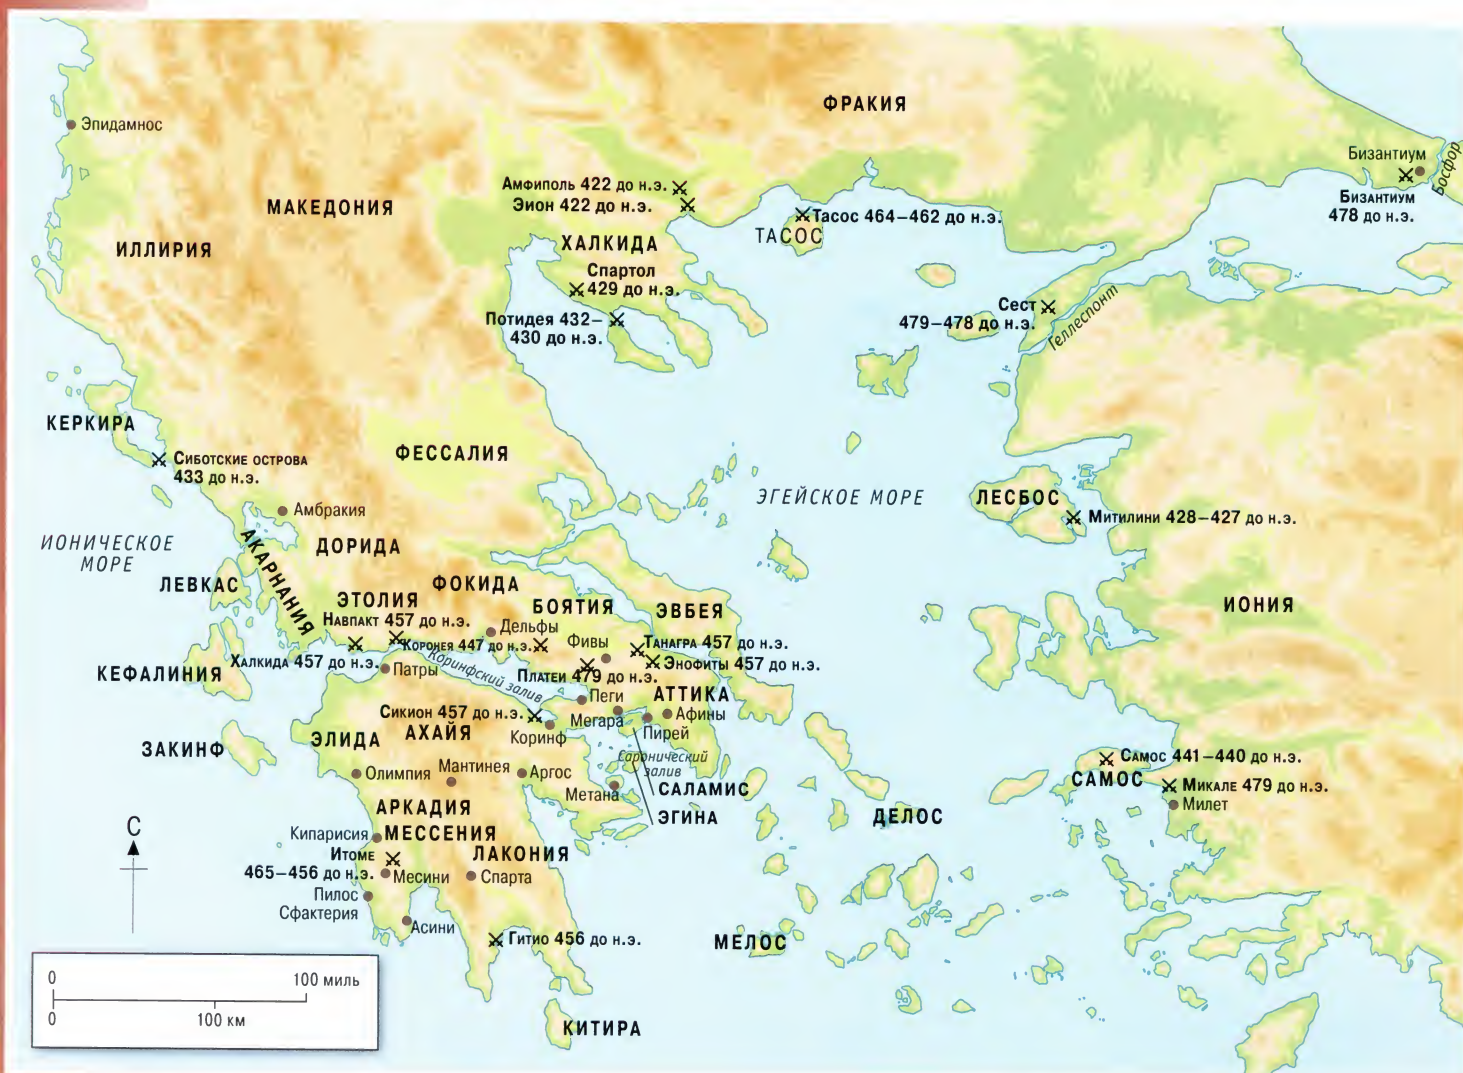 ФРАКИЯ
Эпидамнос
Бизантиум
Босфор
Бизантиум
478 до н.э.
Амфиполь 422 до н.э.
Эион 422 до н.э.
МАКЕДОНИЯ
Тасос 464–462 до н.э.
ТАСОС
ИЛЛИРИЯ
ХАЛКИДА
Спартол
429 до н.э.
Потидея 432–
430 до н.э.
Сест
479–478 до н.э.
Геллеспонт
КЕРКИРА
Сиботские острова
433 до н.э.
ФЕССАЛИЯ
ЭГЕЙСКОЕ МОРЕ
ЛЕСБОС
Митилини 428–427 до н.э.
Амбракия
ИОНИЧЕСКОЕ
МОРЕ
АКАРНАНИЯ
ДОРИДА
ЛЕВКАС
ФОКИДА
ЭТОЛИЯ
БОЯТИЯ
ЭВБЕЯ
ИОНИЯ
Навпакт 457 до н.э.
Дельфы
Коронея 447 до н.э.
Фивы
Танагра 457 до н.э.
Халкида 457 до н.э.
Энофиты 457 до н.э.
КЕФАЛИНИЯ
Патры
Коринфский залив
Платеи 479 до н.э.
АТТИКА
Пеги
Сикион 457 до н.э.
Мегара
Афины
АХАЙЯ
Коринф
Пирей
ЭЛИДА
ЗАКИНФ
Саронический
залив
Самос 441–440 до н.э.
САМОС
Олимпия
Мантинея
Аргос
Метана
САЛАМИС
Микале 479 до н.э.
Милет
АРКАДИЯ
ЭГИНА
ДЕЛОС
Кипарисия
МЕССЕНИЯ
Итоме
465–456 до н.э.
ЛАКОНИЯ
Месини
Спарта
Пилос
Сфактерия
Асини
Гитио 456 до н.э.
МЕЛОС
КИТИРА
С
0
100 миль
0
100 км